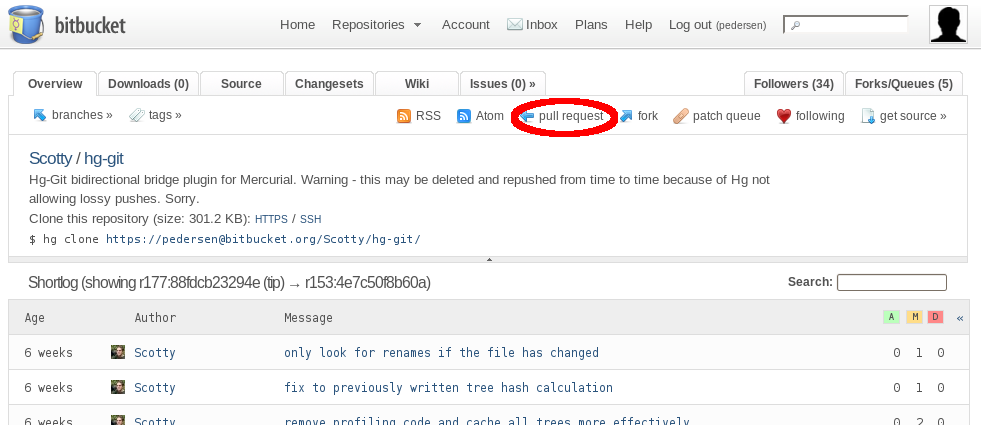 bitbucket Home Repositories Account Inbox Plans Help Log out (pedersen)
Overview Downloads (0) Source Changesets Wiki Issues (0) » Followers (34) Forks/Queues (5)
branches » tags » RSS Atom pull request fork patch queue following get source »
Scotty / hg-git
Hg-Git bidirectional bridge plugin for Mercurial. Warning - this may be deleted and repushed from time to time because of Hg not
allowing lossy pushes. Sorry.
Clone this repository (size: 301.2 KB): HTTPS / SSH
$ hg clone https://pedersen@bitbucket.org/Scotty/hg-git/
Shortlog (showing r177:88fdcb23294e (tip) → r153:4e7c50f8b60a) Search:
Age Author Message A M D «
6 weeks Scotty only look for renames if the file has changed 0 1 0
6 weeks Scotty fix to previously written tree hash calculation 0 1 0
6 weeks Scotty remove profiling code and cache all trees more effectively 0 2 0